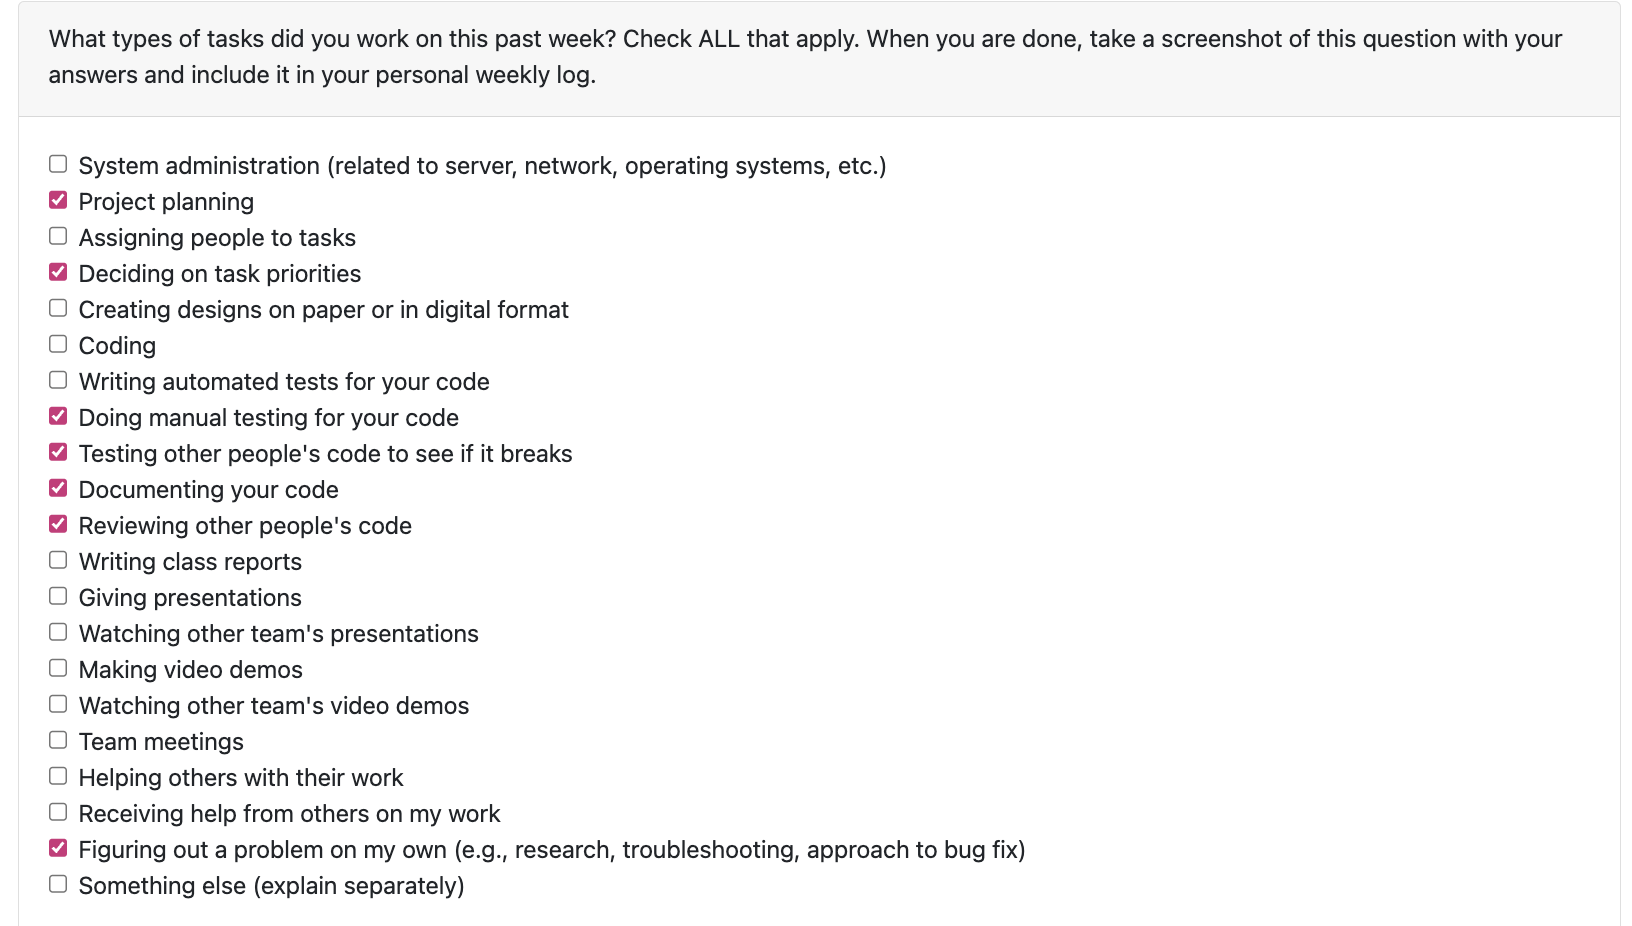 What types of tasks did you work on this past week? Check ALL that apply. When you are done, take a screenshot of this question with your
answers and include it in your personal weekly log.
System administration (related to server, network, operating systems, etc.)
Project planning
Assigning people to tasks
Deciding on task priorities
Creating designs on paper or in digital format
Coding
Writing automated tests for your code
Doing manual testing for your code
Testing other people's code to see if it breaks
Documenting your code
Reviewing other people's code
Writing class reports
Giving presentations
Watching other team's presentations
Making video demos
Watching other team's video demos
Team meetings
Helping others with their work
Receiving help from others on my work
Figuring out a problem on my own (e.g., research, troubleshooting, approach to bug fix)
Something else (explain separately)